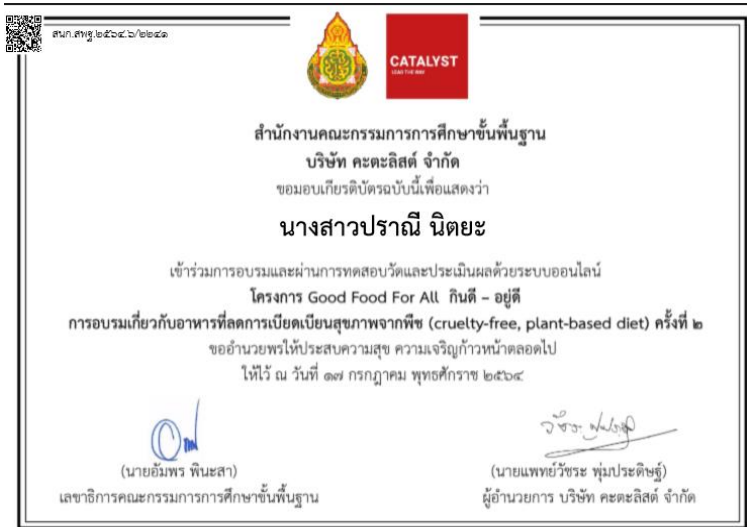 สนก.สพฐ.๒๕๖๔.๖/๒๒๔๑
CATALYST
LEAD THE WAY
สำนักงานคณะกรรมการการศึกษาขั้นพื้นฐาน
บริษัท คะตะลิสต์ จำกัด
ขอมอบเกียรติบัตรฉบับนี้เพื่อแสดงว่า
นางสาวปราณี นิตยะ
เข้าร่วมการอบรมและผ่านการทดสอบวัดและประเมินผลด้วยระบบออนไลน์
โครงการ Good Food For All กินดี – อยู่ดี
การอบรมเกี่ยวกับอาหารที่ลดการเบียดเบียนสุขภาพจากพืช (cruelty-free, plant-based diet) ครั้งที่ ๒
ขออำนวยพรให้ประสบความสุข ความเจริญก้าวหน้าตลอดไป
ให้ไว้ ณ วันที่ ๑๗ กรกฎาคม พุทธศักราช ๒๕๖๔
(นายอัมพร พินะสา)
เลขาธิการคณะกรรมการการศึกษาขั้นพื้นฐาน
(นายแพทย์วัชระ พุ่มประดิษฐ์)
ผู้อำนวยการ บริษัท คะตะลิสต์ จำกัด